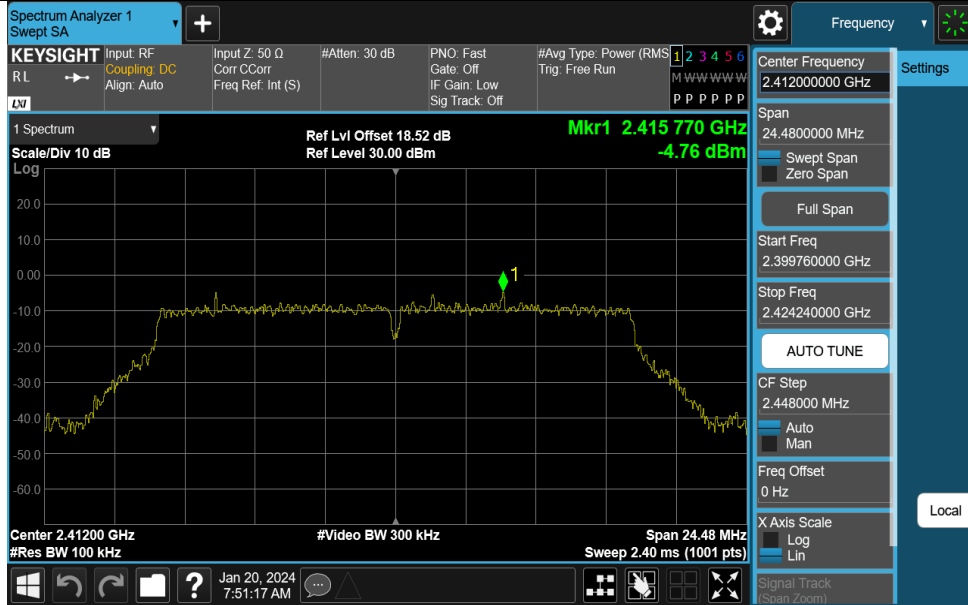 Spectrum Analyzer 1
Swept SA
+
Frequency
KEYSIGHT
R L
LXI
Input: RF
Coupling: DC
Align: Auto
Input Z: 50 Ω
Corr CCorr
Freq Ref: Int (S)
#Atten: 30 dB
PNO: Fast
Gate: Off
IF Gain: Low
Sig Track: Off
#Avg Type: Power (RMS
Trig: Free Run
1 2 3 4 5 6
M W W W W W
P P P P P P
1 Spectrum
Scale/Div 10 dB
Log
Ref Lvl Offset 18.52 dB
Ref Level 30.00 dBm
Mkr1 2.415 770 GHz
-4.76 dBm
20.0
10.0
0.00
-10.0
-20.0
-30.0
-40.0
-50.0
-60.0
1
Center 2.41200 GHz
#Res BW 100 kHz
#Video BW 300 kHz
Span 24.48 MHz
Sweep 2.40 ms (1001 pts)
Center Frequency
2.412000000 GHz
Settings
Span
24.4800000 MHz
Swept Span
Zero Span
Full Span
Start Freq
2.399760000 GHz
Stop Freq
2.424240000 GHz
AUTO TUNE
CF Step
2.448000 MHz
Auto
Man
Freq Offset
0 Hz
Local
X Axis Scale
Log
Lin
Signal Track
(Span Zoom)
?
Jan 20, 2024
7:51:17 AM